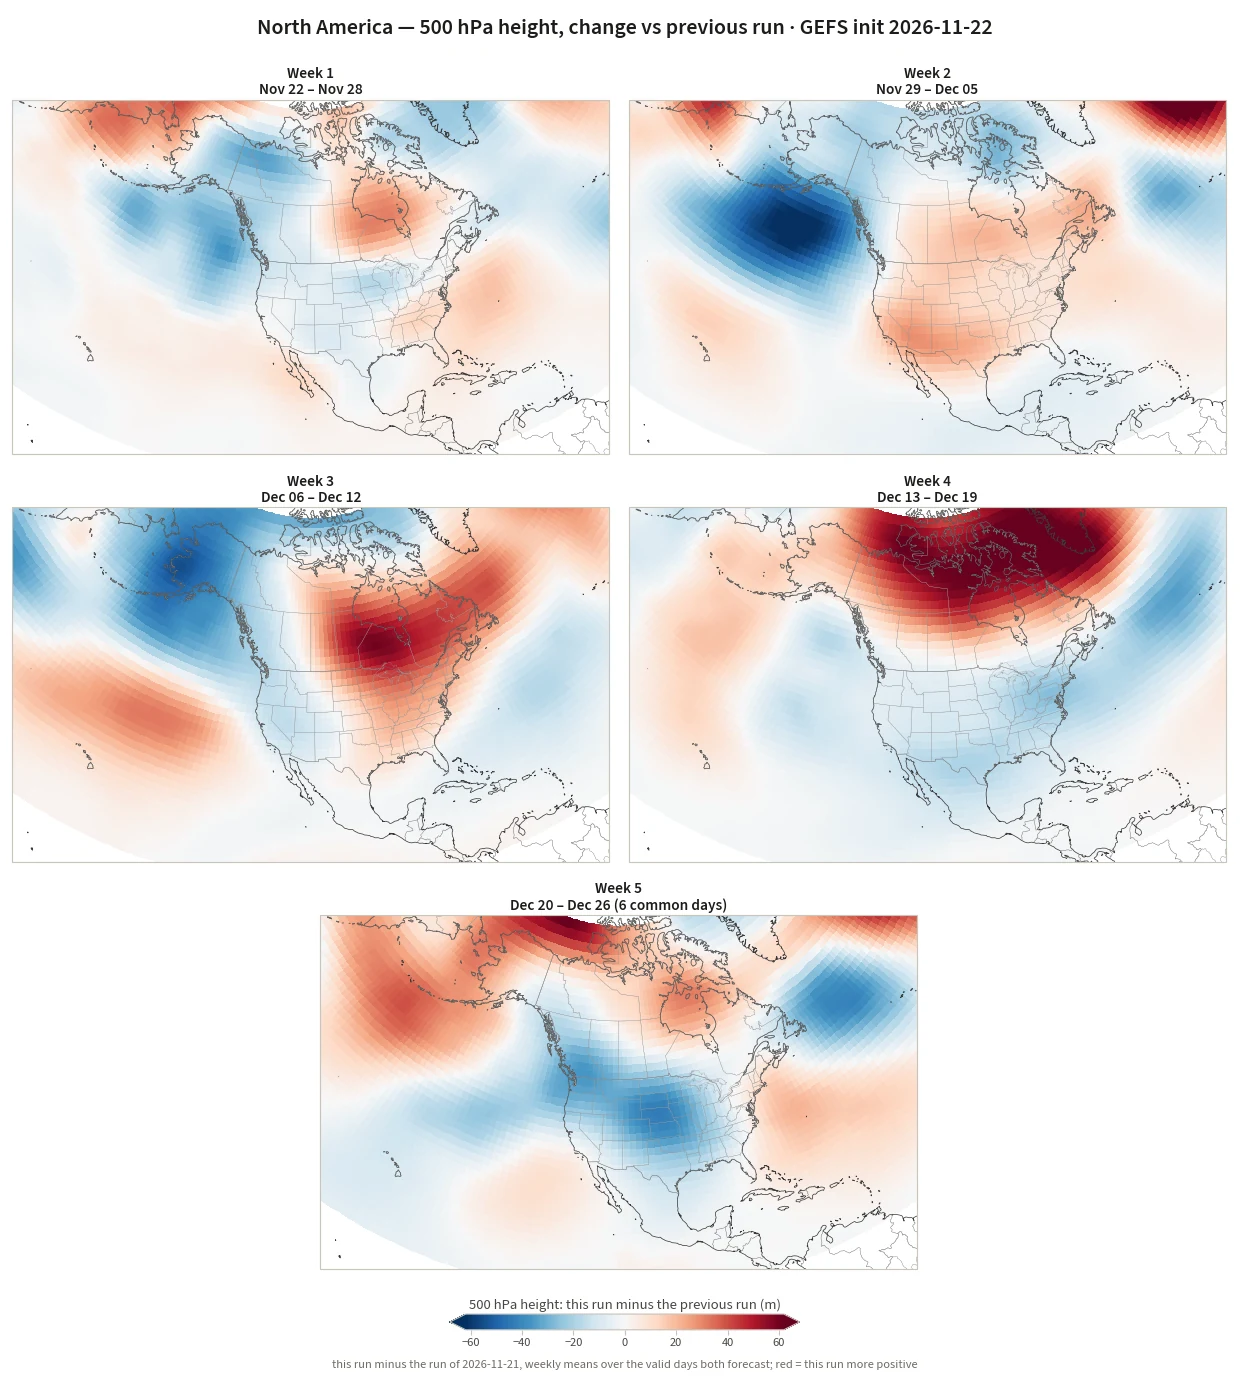 North America — 500 hPa height, change vs previous run · GEFS init 2026-11-22
Week 1
Nov 22 – Nov 28
Week 2
Nov 29 – Dec 05
Week 3
Dec 06 – Dec 12
Week 4
Dec 13 – Dec 19
Week 5
Dec 20 – Dec 26 (6 common days)
500 hPa height: this run minus the previous run (m)
−60 −40 −20 0 20 40 60
this run minus the run of 2026-11-21, weekly means over the valid days both forecast; red = this run more positive